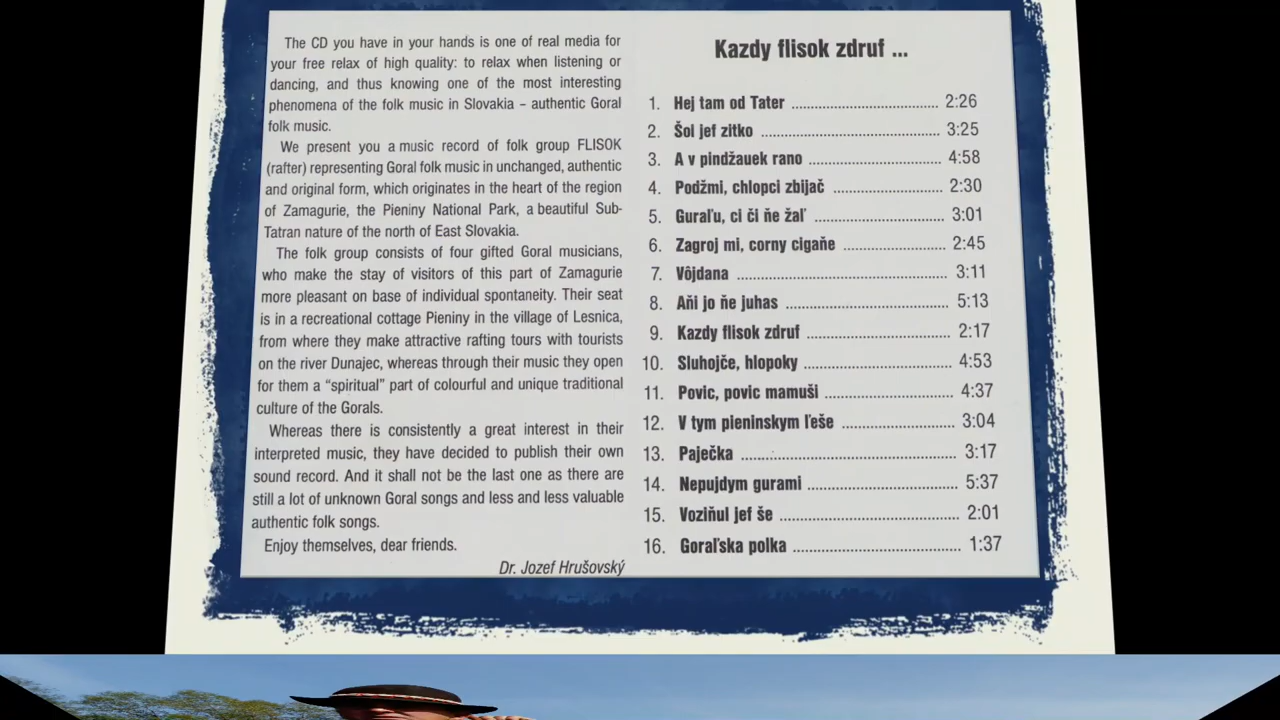 The CD you have in your hands is one of real media for
your free relax of high quality: to relax when listening or
dancing, and thus knowing one of the most interesting
phenomena of the folk music in Slovakia – authentic Goral
folk music.
We present you a music record of folk group FLISOK
(rafter) representing Goral folk music in unchanged, authentic
and original form, which originates in the heart of the region
of Zamagurie, the Pieniny National Park, a beautiful Sub-
Tatran nature of the north of East Slovakia.
The folk group consists of four gifted Goral musicians,
who make the stay of visitors of this part of Zamagurie
more pleasant on base of individual spontaneity. Their seat
is in a recreational cottage Pieniny in the village of Lesnica,
from where they make attractive rafting tours with tourists
on the river Dunajec, whereas through their music they open
for them a “spiritual” part of colourful and unique traditional
culture of the Gorals.
Whereas there is consistently a great interest in their
interpreted music, they have decided to publish their own
sound record. And it shall not be the last one as there are
still a lot of unknown Goral songs and less and less valuable
authentic folk songs.
Enjoy themselves, dear friends.
Dr. Jozef Hrušovský
Kazdy flisok zdruf ...
1. Hej tam od Tater ........ 2:26
2. Šol jef zitko ........ 3:25
3. A v pindžauek rano ........ 4:58
4. Podžmi, chlopci zbijač ........ 2:30
5. Guraľu, ci či ňe žaľ ........ 3:01
6. Zagroj mi, corny cigaňe ........ 2:45
7. Vôjdana ........ 3:11
8. Aňi jo ňe juhas ........ 5:13
9. Kazdy flisok zdruf ........ 2:17
10. Sluhojče, hlopoky ........ 4:53
11. Povic, povic mamuši ........ 4:37
12. V tym pieninskym ľeše ........ 3:04
13. Paječka ........ 3:17
14. Nepujdym gurami ........ 5:37
15. Voziňul jef še ........ 2:01
16. Goraľska polka ........ 1:37